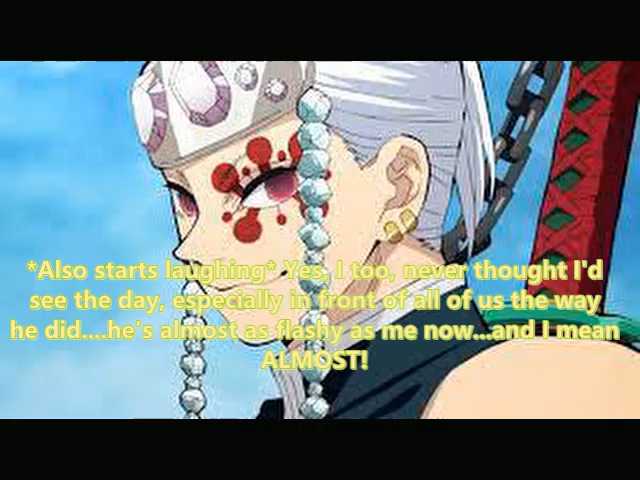 *Also starts laughing* Yes, I too, never thought I'd
see the day, especially in front of all of us the way
he did....he's almost as flashy as me now...and I mean
ALMOST!